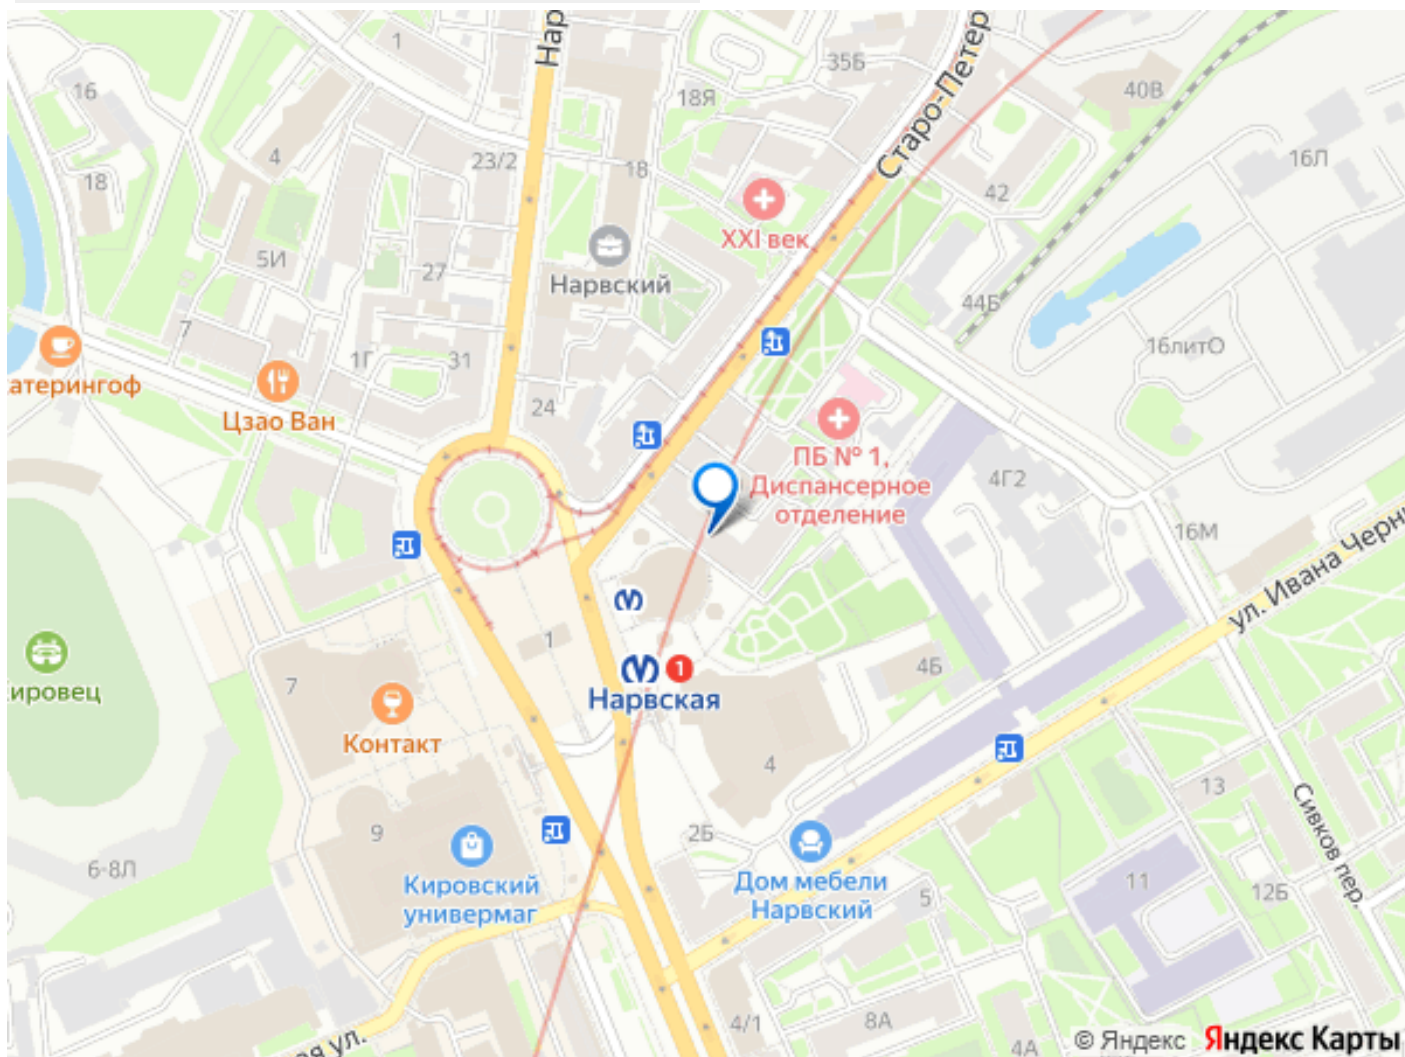 Нар
Старо-Петер
1
35Б
40В
16
18Я
16Л
4
23/2
18
18
42
XXI век
5И
27
Нарвский
44Б
7
1Г
31
16литО
катерингоф
Цзао Ван
24
ПБ № 1,
Диспансерное
отделение
4Г2
16М
ул. Ивана Черн
1
4Б
1
Нарвская
7
ировец
Контакт
4
13
Сивков пер.
9
2Б
6-8Л
Кировский
универмаг
Дом мебели
Нарвский
5
11
12Б
4/1
8А
4А
ая ул.
© Яндекс Яндекс Карты